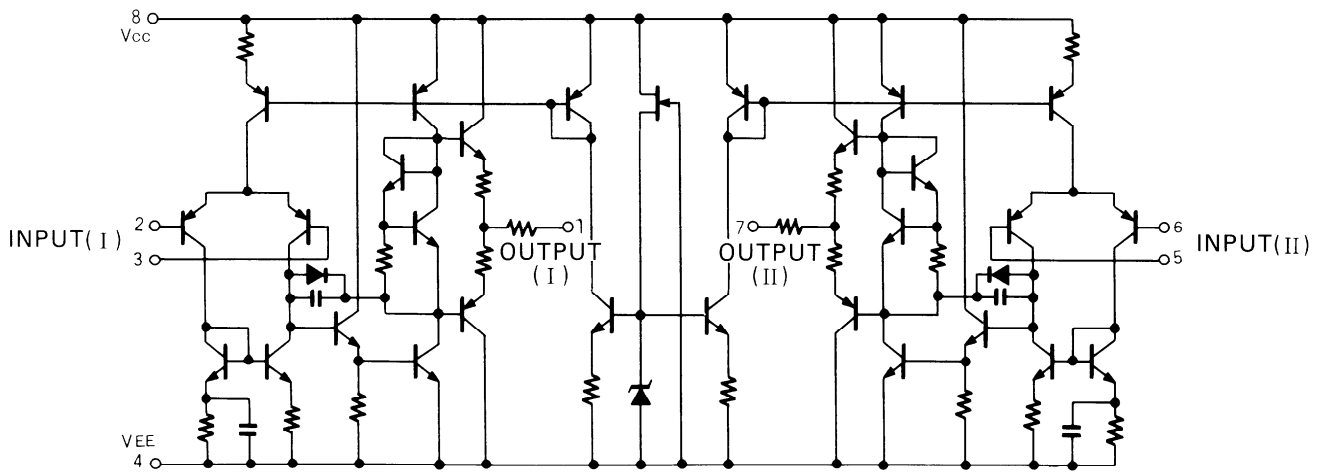 8
Vcc
2
INPUT(I)
3
1
OUTPUT
(I)
7
OUTPUT
(II)
6
INPUT(II)
5
VEE
4